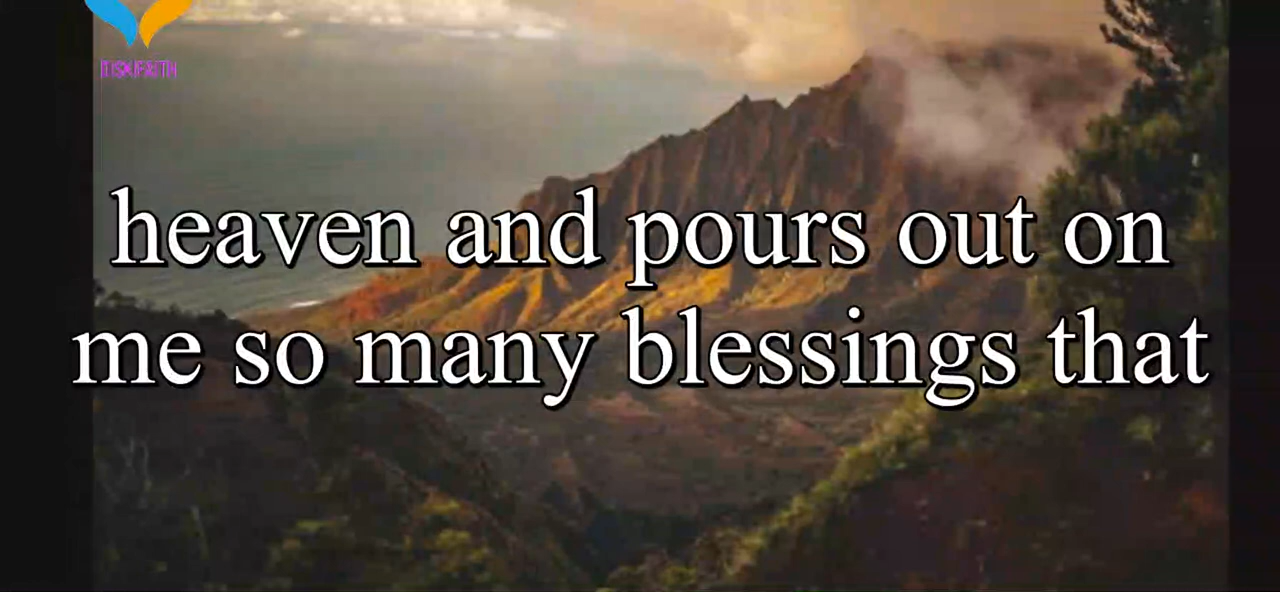 heaven and pours out on
me so many blessings that